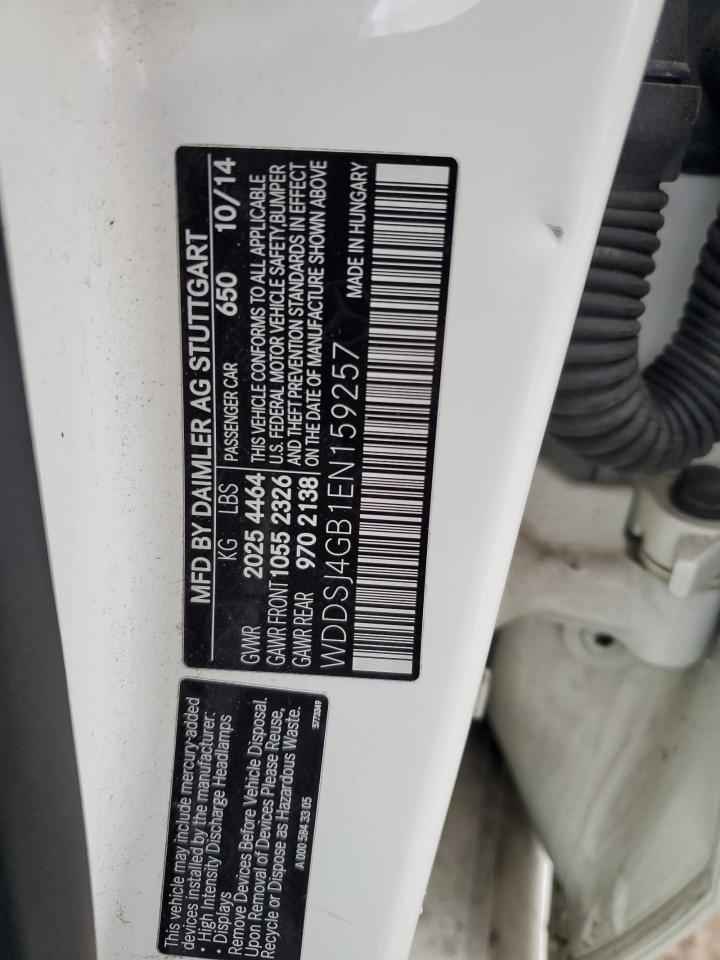 MFD BY DAIMLER AG STUTTGART
KG LBS PASSENGER CAR 650 10/14
GVWR 2025 4464 THIS VEHICLE CONFORMS TO ALL APPLICABLE
GAWR FRONT 1055 2326 U.S. FEDERAL MOTOR VEHICLE SAFETY,BUMPER
GAWR REAR 970 2138 AND THEFT PREVENTION STANDARDS IN EFFECT
ON THE DATE OF MANUFACTURE SHOWN ABOVE
WDDSJ4GB1EN159257 MADE IN HUNGARY
This vehicle may include mercury-added
devices installed by the manufacturer:
· High Intensity Discharge Headlamps
· Displays
Remove Devices Before Vehicle Disposal.
Upon Removal of Devices Please Reuse,
Recycle or Dispose as Hazardous Waste.
A 000 584 33 05 5773349